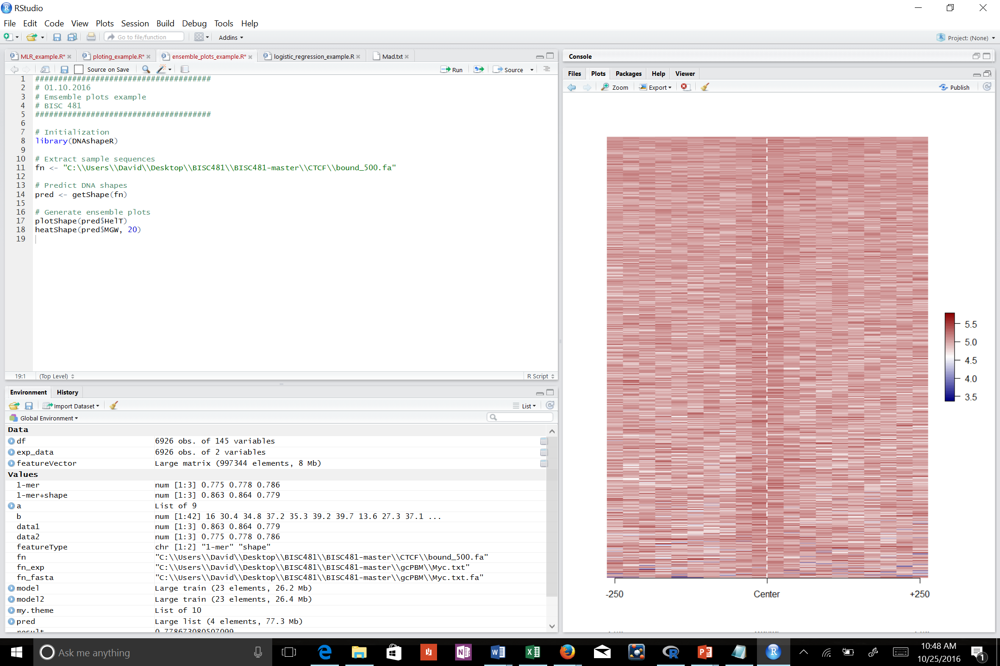 RStudio
File Edit Code View Plots Session Build Debug Tools Help
Go to file/function
Addins
Project: (None)
MLR_example.R*
ploting_example.R*
ensemble_plots_example.R*
logistic_regression_example.R
Mad.txt
Source on Save
Run
Source
1 ######################################
2 # 01.10.2016
3 # Emsemble plots example
4 # BISC 481
5 ######################################
6
7 # Initialization
8 library(DNAshapeR)
9
10 # Extract sample sequences
11 fn <- "C:\\Users\\David\\Desktop\\BISC481\\BISC481-master\\CTCF\\bound_500.fa"
12
13 # Predict DNA shapes
14 pred <- getShape(fn)
15
16 # Generate ensemble plots
17 plotShape(pred$HelT)
18 heatShape(pred$MGW, 20)
19
19:1 (Top Level) R Script
Environment History
Import Dataset
List
Global Environment
Data
df 6926 obs. of 145 variables
exp_data 6926 obs. of 2 variables
featureVector Large matrix (997344 elements, 8 Mb)
Values
1-mer num [1:3] 0.775 0.778 0.786
1-mer+shape num [1:3] 0.863 0.864 0.779
a List of 9
b num [1:42] 16 30.4 34.8 37.2 35.3 39.2 39.7 13.6 27.3 37.1 ...
data1 num [1:3] 0.863 0.864 0.779
data2 num [1:3] 0.775 0.778 0.786
featureType chr [1:2] "1-mer" "shape"
fn "C:\\Users\\David\\Desktop\\BISC481\\BISC481-master\\CTCF\\bound_500.fa"
fn_exp "C:\\Users\\David\\Desktop\\BISC481\\BISC481-master\\gcPBM\\Myc.txt"
fn_fasta "C:\\Users\\David\\Desktop\\BISC481\\BISC481-master\\gcPBM\\Myc.txt.fa"
model Large train (23 elements, 26.2 Mb)
model2 Large train (23 elements, 26.4 Mb)
my.theme List of 10
pred Large list (4 elements, 77.3 Mb)
result 0.778673080507099
Console
Files Plots Packages Help Viewer
Zoom
Export
Publish
5.5
5.0
4.5
4.0
3.5
-250 Center +250
Ask me anything
10:48 AM
10/25/2016
1